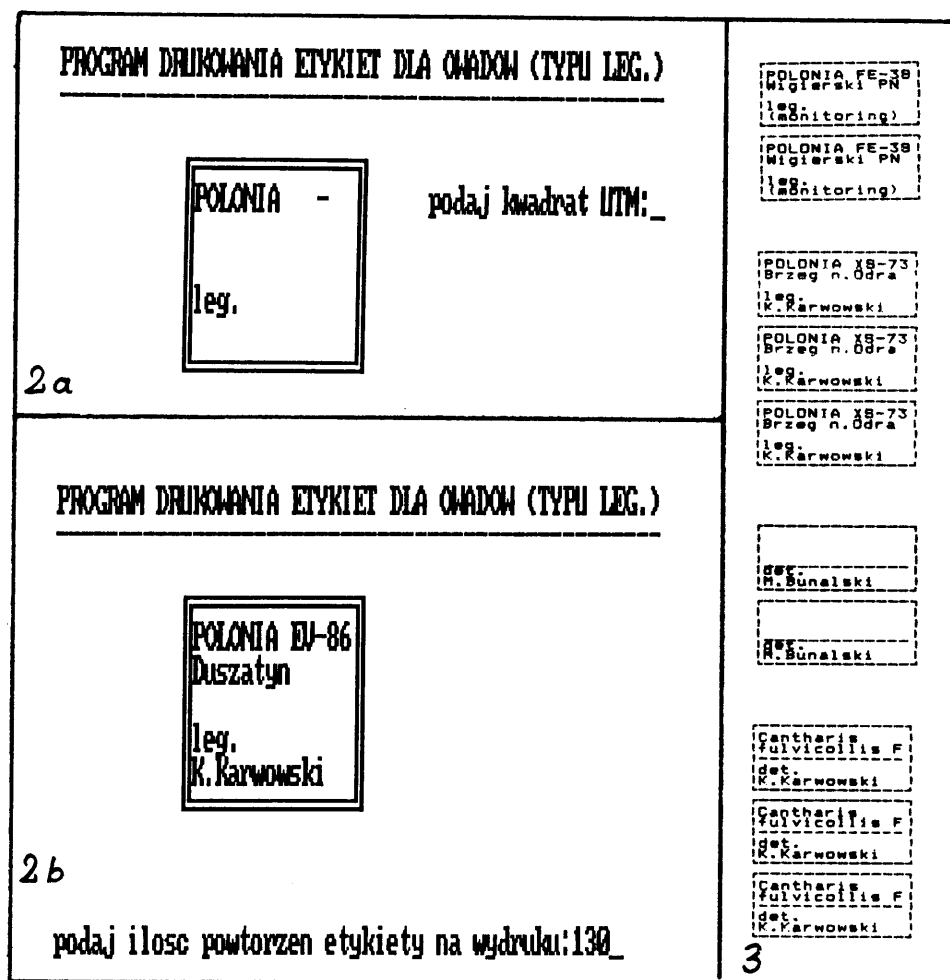 PROGRAM DRUKOWANIA ETYKIET DLA OWADOW (TYPU LEG.)
POLONIA -
podaj kwadrat UTM:_
leg.
2a
PROGRAM DRUKOWANIA ETYKIET DLA OWADOW (TYPU LEG.)
POLONIA EV-86
Duszatyn
leg.
K.Karwowski
2b
podaj ilosc powtorzen etykiety na wydruku:130_
POLONIA FE-38
Wigierski PN
leg.
(monitoring)
POLONIA FE-38
Wigierski PN
leg.
(monitoring)
POLONIA XS-73
Brzeg n.Odra
leg.
K.Karwowski
POLONIA XS-73
Brzeg n.Odra
leg.
K.Karwowski
POLONIA XS-73
Brzeg n.Odra
leg.
K.Karwowski
det.
M.Bunalski
det.
M.Bunalski
Cantharis
fulvicollis F
det.
K.Karwowski
Cantharis
fulvicollis F
det.
K.Karwowski
Cantharis
fulvicollis F
det.
K.Karwowski
3